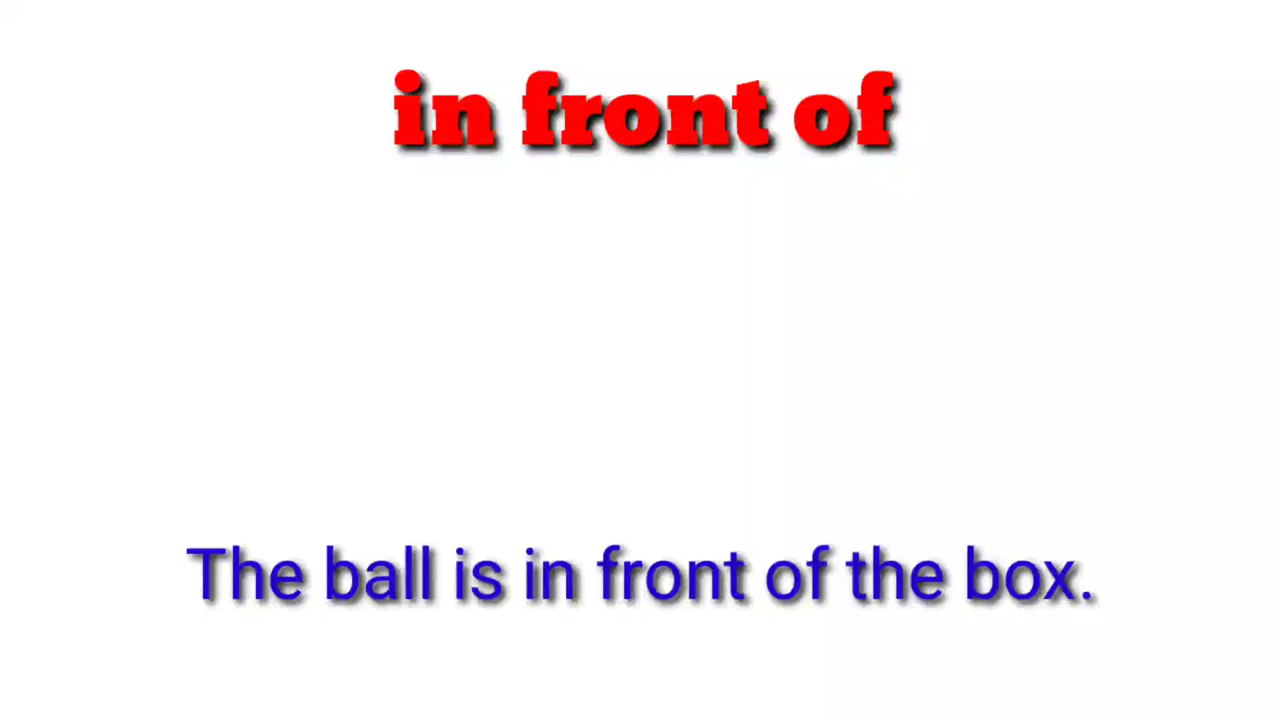 in front of
The ball is in front of the box.